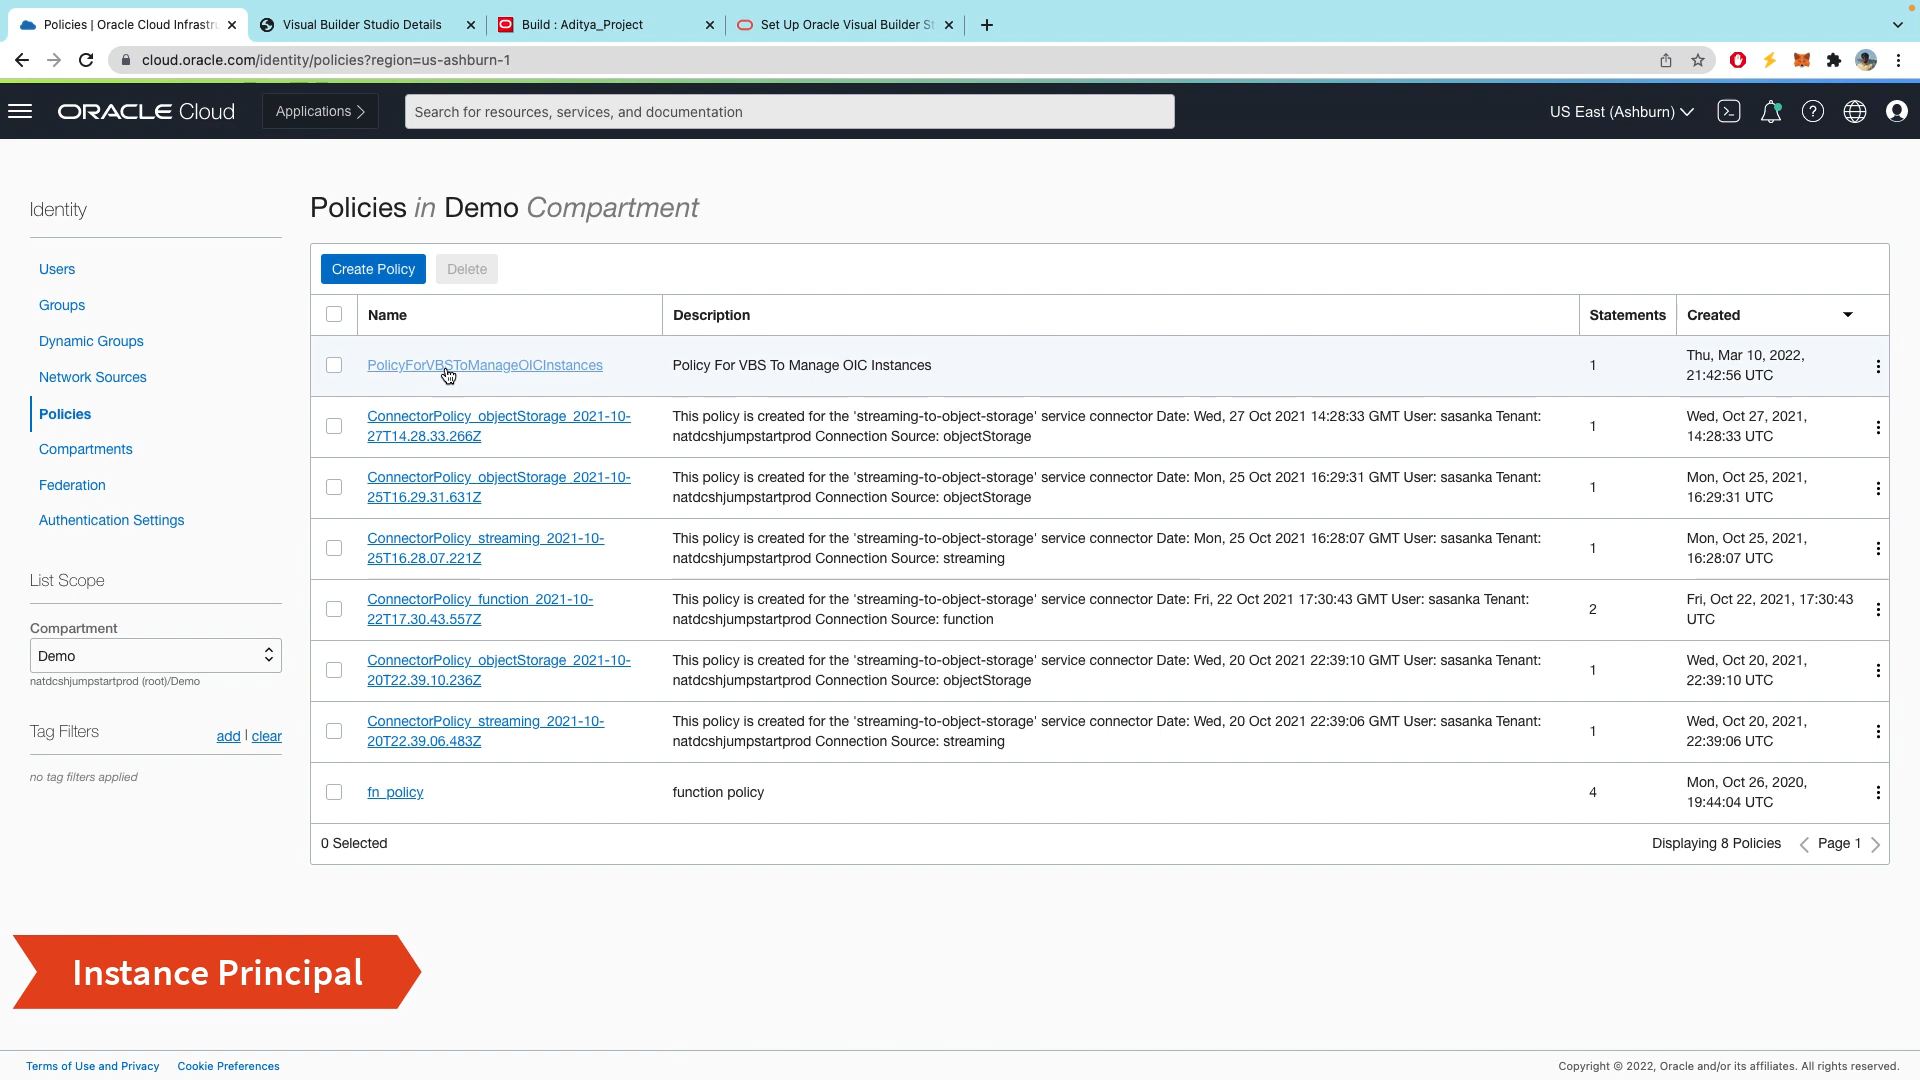 Policies | Oracle Cloud Infrastru
Visual Builder Studio Details
Build : Aditya_Project
Set Up Oracle Visual Builder St
cloud.oracle.com/identity/policies?region=us-ashburn-1
ORACLE Cloud
Applications
Search for resources, services, and documentation
US East (Ashburn)
Identity
Users
Groups
Dynamic Groups
Network Sources
Policies
Compartments
Federation
Authentication Settings
List Scope
Compartment
Demo
natdcshjumpstartprod (root)/Demo
Tag Filters
add | clear
no tag filters applied
Policies in Demo Compartment
Create Policy
Delete
Name Description Statements Created
PolicyForVBSToManageOICInstances
Policy For VBS To Manage OIC Instances
1
Thu, Mar 10, 2022,
21:42:56 UTC
ConnectorPolicy_objectStorage_2021-10-
27T14.28.33.266Z
This policy is created for the 'streaming-to-object-storage' service connector Date: Wed, 27 Oct 2021 14:28:33 GMT User: sasanka Tenant:
natdcshjumpstartprod Connection Source: objectStorage
1
Wed, Oct 27, 2021,
14:28:33 UTC
ConnectorPolicy_objectStorage_2021-10-
25T16.29.31.631Z
This policy is created for the 'streaming-to-object-storage' service connector Date: Mon, 25 Oct 2021 16:29:31 GMT User: sasanka Tenant:
natdcshjumpstartprod Connection Source: objectStorage
1
Mon, Oct 25, 2021,
16:29:31 UTC
ConnectorPolicy_streaming_2021-10-
25T16.28.07.221Z
This policy is created for the 'streaming-to-object-storage' service connector Date: Mon, 25 Oct 2021 16:28:07 GMT User: sasanka Tenant:
natdcshjumpstartprod Connection Source: streaming
1
Mon, Oct 25, 2021,
16:28:07 UTC
ConnectorPolicy_function_2021-10-
22T17.30.43.557Z
This policy is created for the 'streaming-to-object-storage' service connector Date: Fri, 22 Oct 2021 17:30:43 GMT User: sasanka Tenant:
natdcshjumpstartprod Connection Source: function
2
Fri, Oct 22, 2021, 17:30:43
UTC
ConnectorPolicy_objectStorage_2021-10-
20T22.39.10.236Z
This policy is created for the 'streaming-to-object-storage' service connector Date: Wed, 20 Oct 2021 22:39:10 GMT User: sasanka Tenant:
natdcshjumpstartprod Connection Source: objectStorage
1
Wed, Oct 20, 2021,
22:39:10 UTC
ConnectorPolicy_streaming_2021-10-
20T22.39.06.483Z
This policy is created for the 'streaming-to-object-storage' service connector Date: Wed, 20 Oct 2021 22:39:06 GMT User: sasanka Tenant:
natdcshjumpstartprod Connection Source: streaming
1
Wed, Oct 20, 2021,
22:39:06 UTC
fn_policy
function policy
4
Mon, Oct 26, 2020,
19:44:04 UTC
0 Selected
Displaying 8 Policies
Page 1
Instance Principal
Terms of Use and Privacy
Cookie Preferences
Copyright © 2022, Oracle and/or its affiliates. All rights reserved.